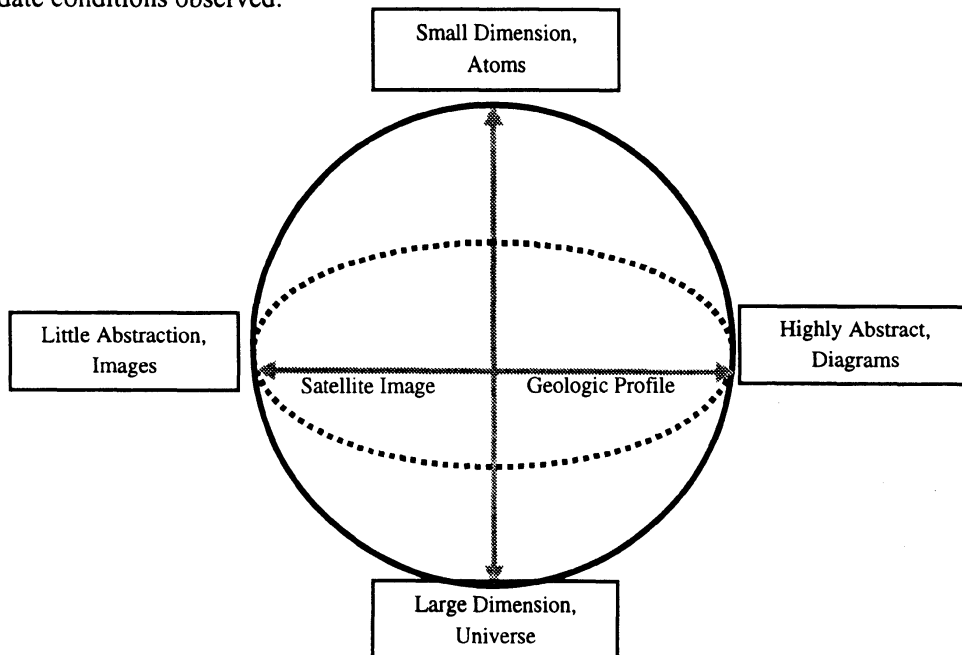 date conditions observed.
Small Dimension,
Atoms
Little Abstraction,
Images
Highly Abstract,
Diagrams
Satellite Image
Geologic Profile
Large Dimension,
Universe